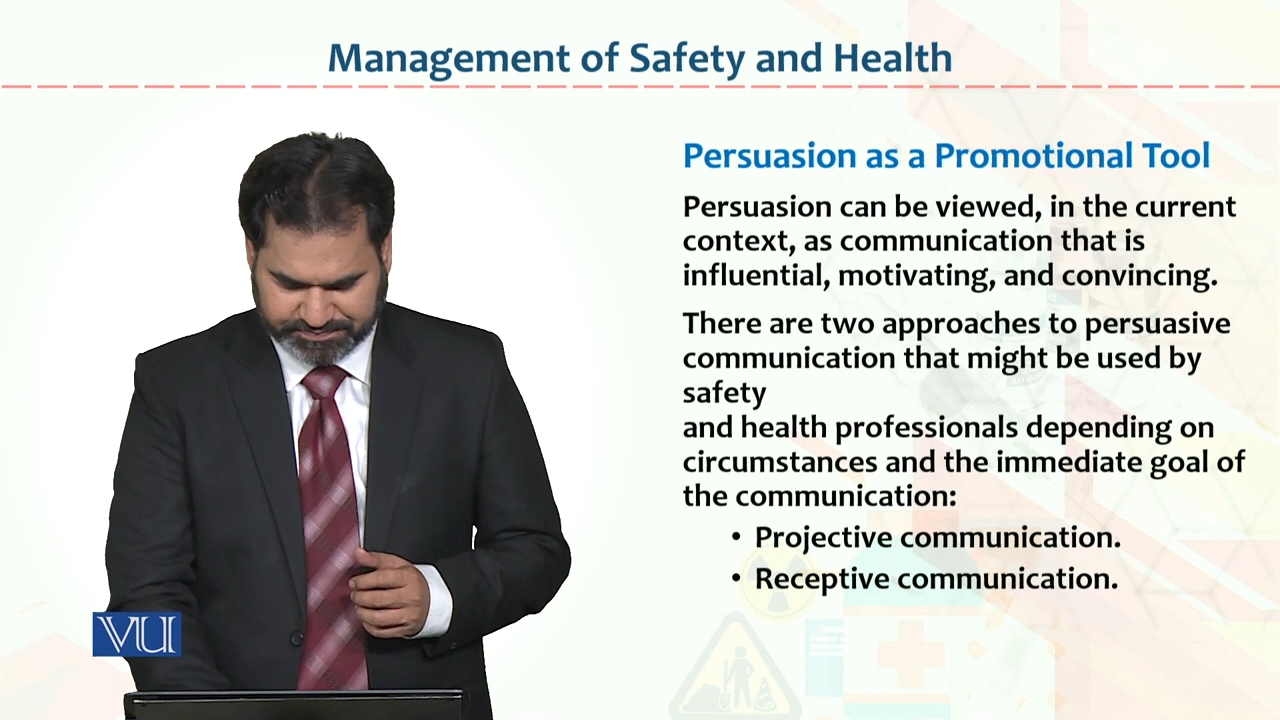 Management of Safety and Health
Persuasion as a Promotional Tool
Persuasion can be viewed, in the current
context, as communication that is
influential, motivating, and convincing.
There are two approaches to persuasive
communication that might be used by
safety
and health professionals depending on
circumstances and the immediate goal of
the communication:
• Projective communication.
• Receptive communication.
VU